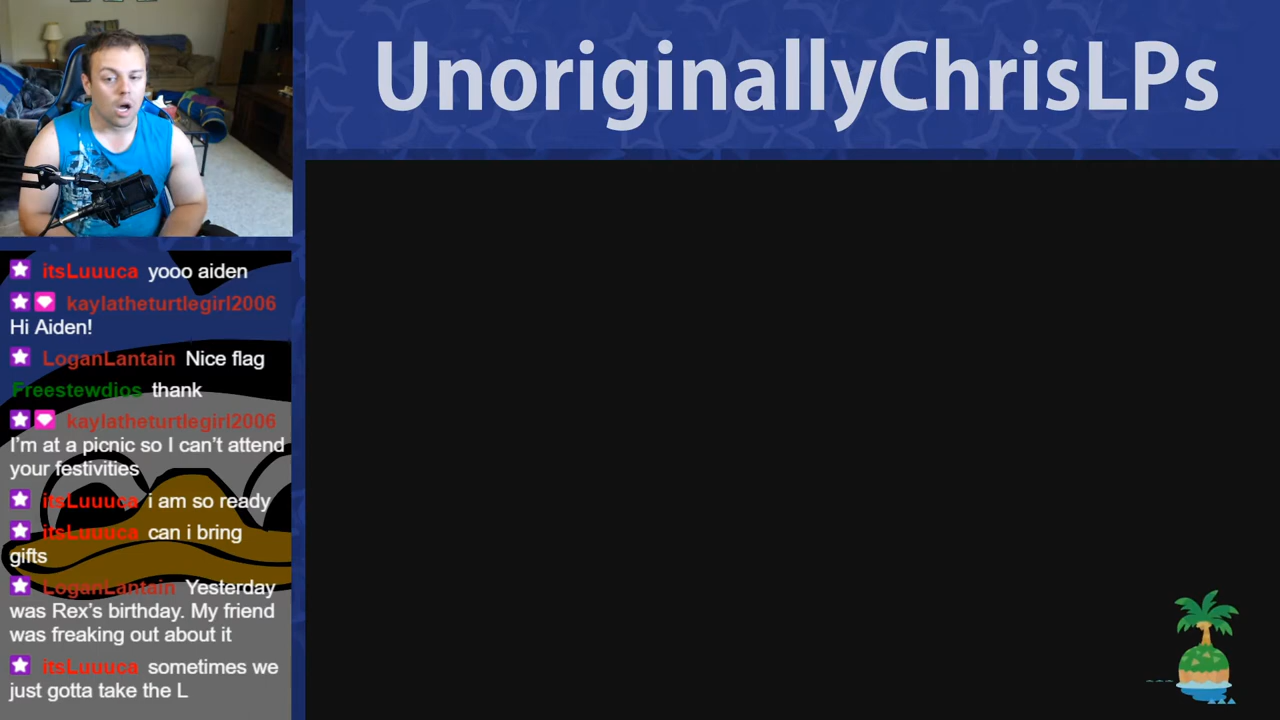 UnoriginallyChrisLPs
itsLuuuca yooo aiden
kaylatheturtlegirl2006
Hi Aiden!
LoganLantain Nice flag
Freestewdios thank
kaylatheturtlegirl2006
I'm at a picnic so I can't attend
your festivities
itsLuuuca i am so ready
itsLuuuca can i bring
gifts
LoganLantain Yesterday
was Rex's birthday. My friend
was freaking out about it
itsLuuuca sometimes we
just gotta take the L